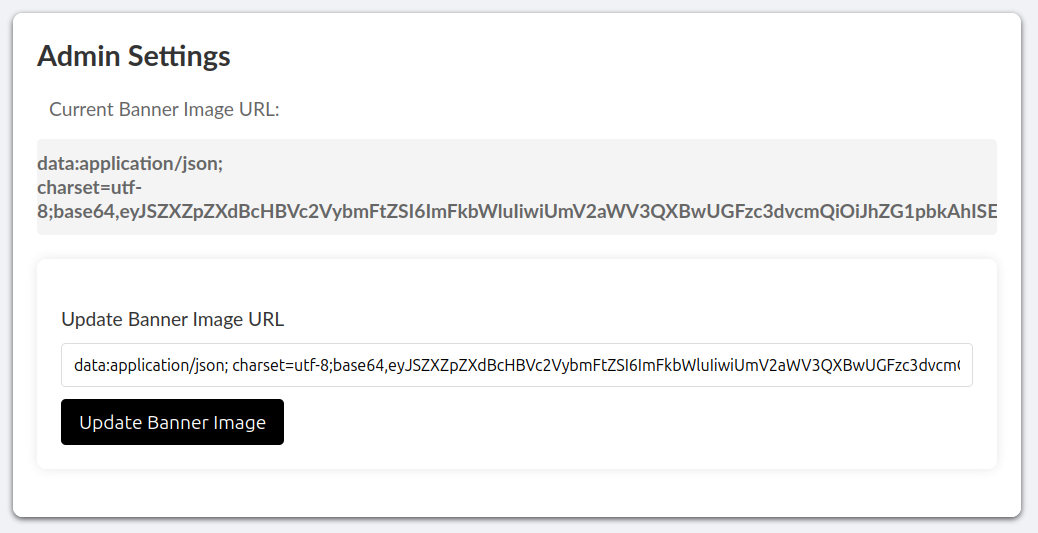 Admin Settings
Current Banner Image URL:
data:application/json;
charset=utf-
8;base64,eyJSZXZpZXdBcHBVc2VybmFtZSI6ImFkbWluIiwiUmV2aWV3QXBwUGFzc3dvcmQiOiJhZG1pbkAhISE
Update Banner Image URL
data:application/json; charset=utf-8;base64,eyJSZXZpZXdBcHBVc2VybmFtZSI6ImFkbWluIiwiUmV2aWV3QXBwUGFzc3dvcmQ
Update Banner Image